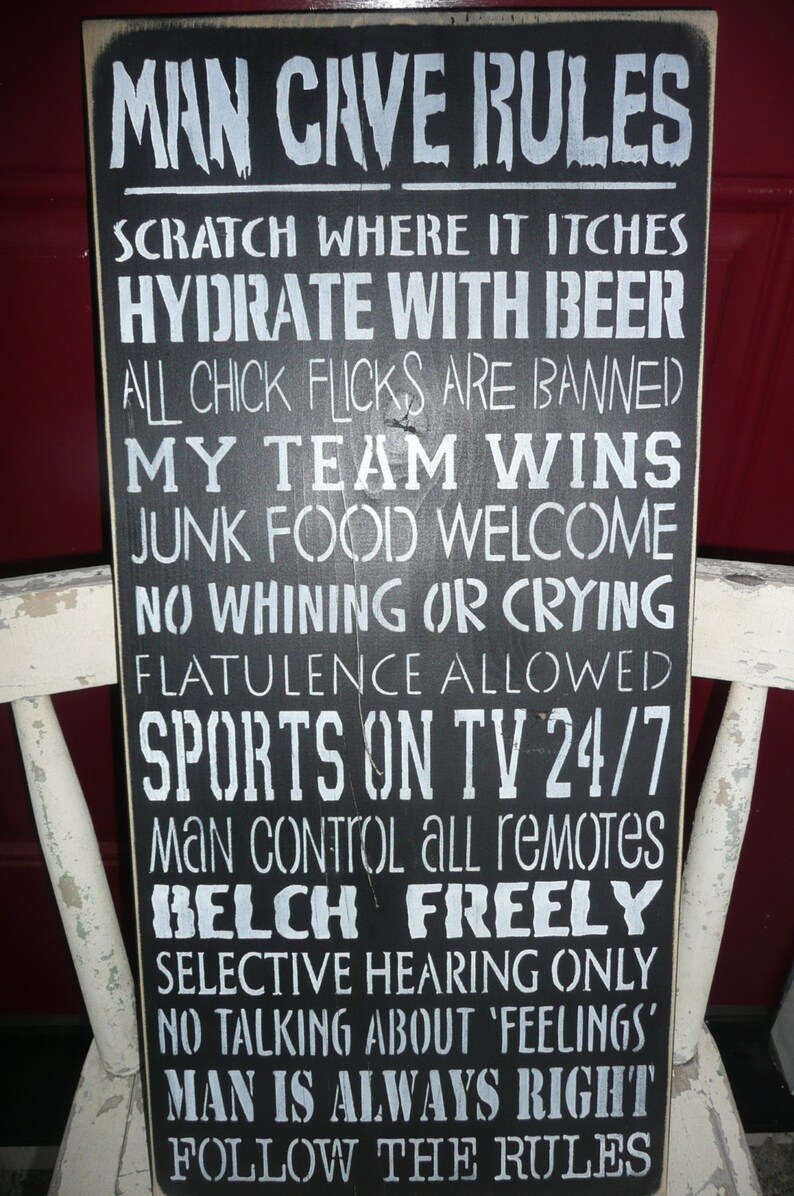 MAN CAVE RULES
SCRATCH WHERE IT ITCHES
HYDRATE WITH BEER
ALL CHICK FLICKS ARE BANNED
MY TEAM WINS
JUNK FOOD WELCOME
NO WHINING OR CRYING
FLATULENCE ALLOWED
SPORTS ON TV 24/7
MaN CONTROL aLL ReMOTES
BELCH FREELY
SELECTIVE HEARING ONLY
NO TALKING ABOUT 'FEELINGS'
MAN IS ALWAYS RIGHT
FOLLOW THE RULES